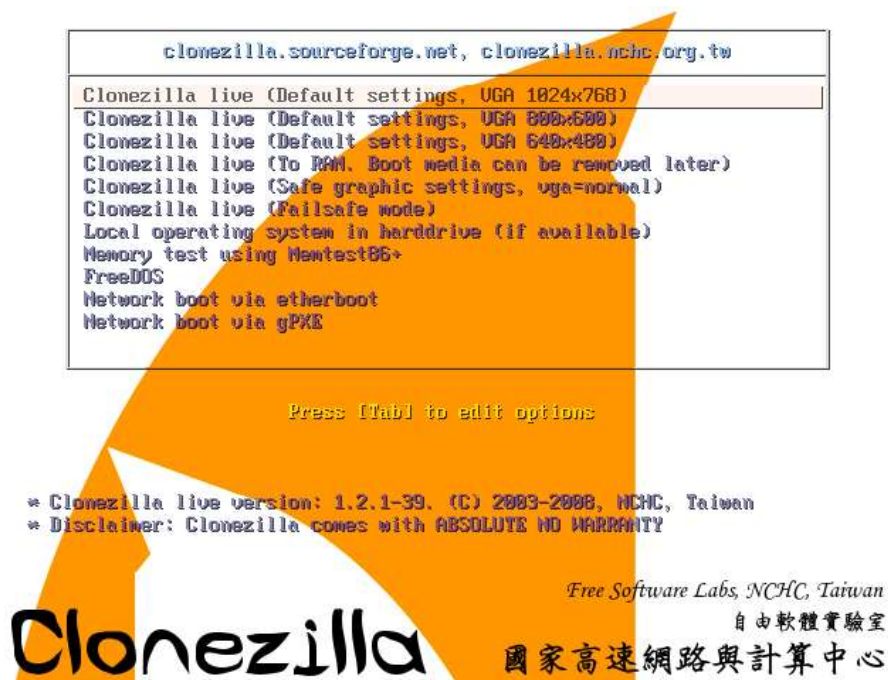 clonezilla.sourceforge.net, clonezilla.nchc.org.tw
Clonezilla live (Default settings, VGA 1024x768)
Clonezilla live (Default settings, VGA 800x600)
Clonezilla live (Default settings, VGA 640x480)
Clonezilla live (To RAM. Boot media can be removed later)
Clonezilla live (Safe graphic settings, vga=normal)
Clonezilla live (Failsafe mode)
Local operating system in harddrive (if available)
Memory test using Memtest86+
FreeDOS
Network boot via etherboot
Network boot via gPXE
Press [Tab] to edit options
* Clonezilla live version: 1.2.1-39. (C) 2003-2008, NCHC, Taiwan
* Disclaimer: Clonezilla comes with ABSOLUTE NO WARRANTY
Free Software Labs, NCHC, Taiwan
自由軟體實驗室
Clonezilla
國家高速網路與計算中心